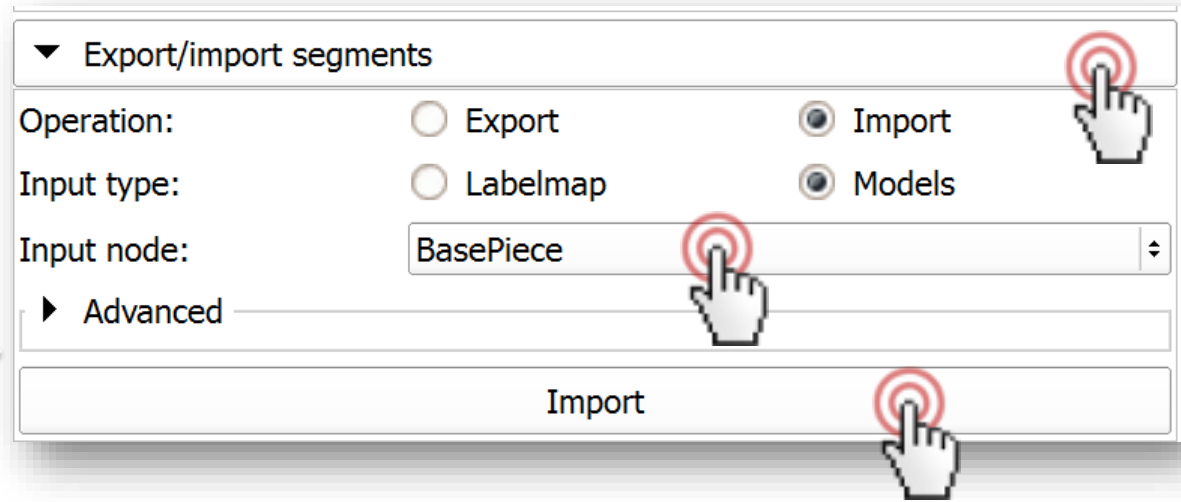 Export/import segments
Operation: Export Import
Input type: Labelmap Models
Input node: BasePiece
Advanced
Import